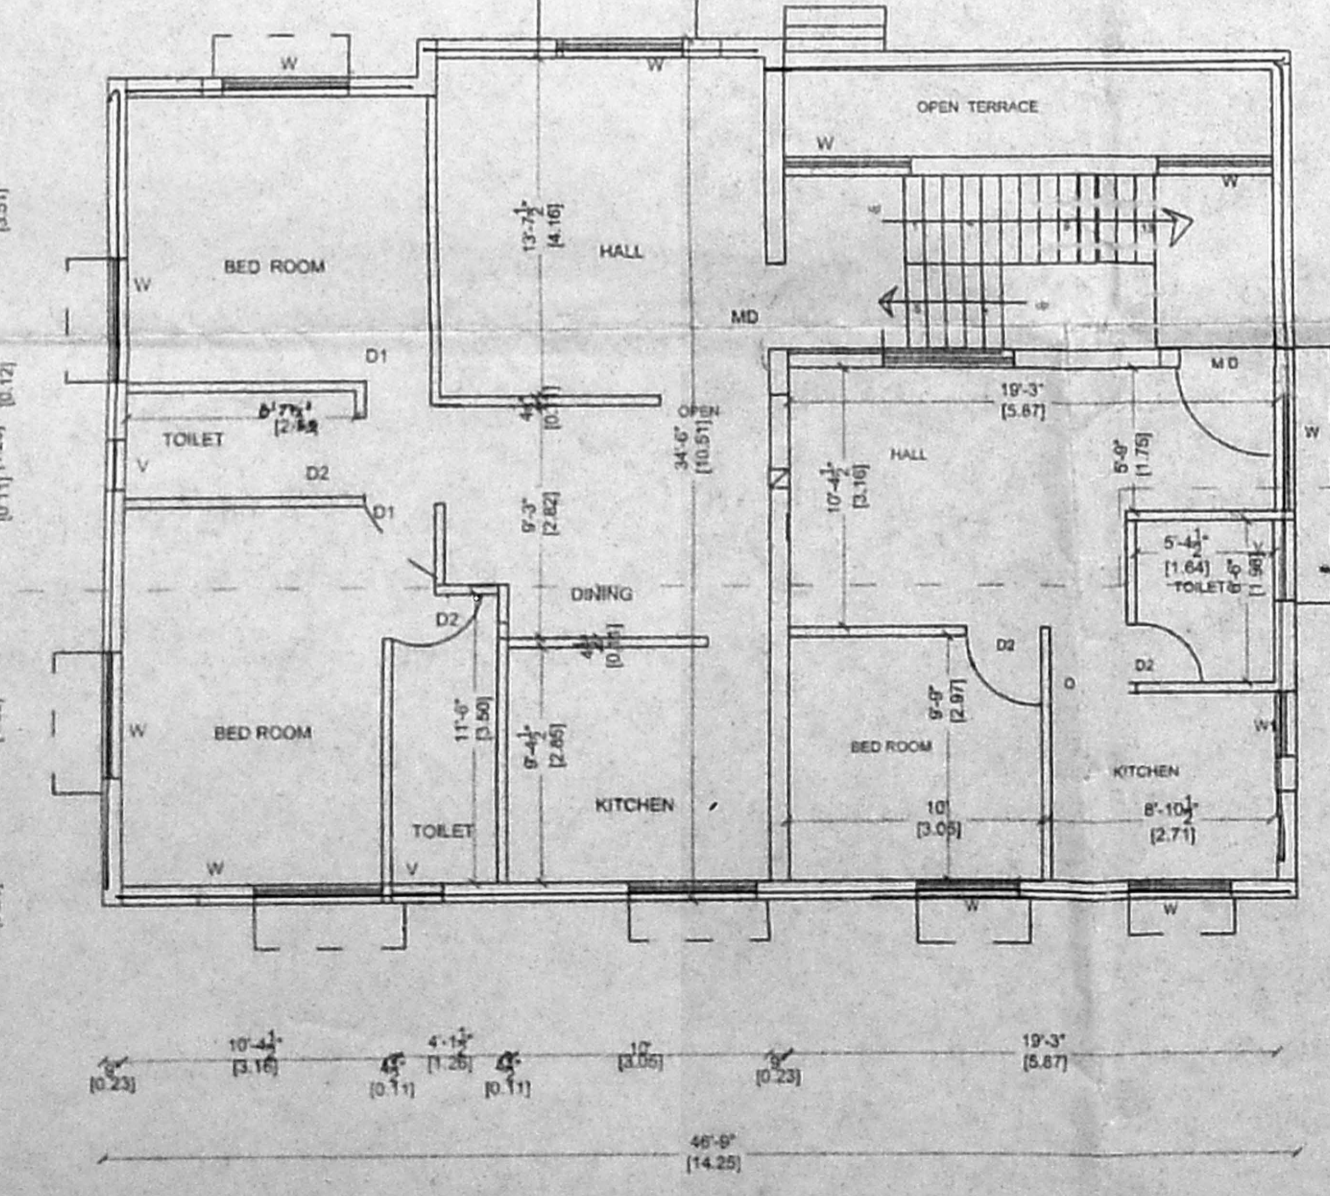 W
W
OPEN TERRACE
W
W
13'-7½"
[4.16]
HALL
BED ROOM
W
MD
D1
MD
19'-3"
[5.87]
OPEN
W
TOILET
V
D2
34'-6"
[10.51]
HALL
5'-9"
[1.75]
10'-4½"
[3.16]
D1
9'-3"
[2.82]
5'-4½"
[1.64]
TOILET
6'-6"
[1.98]
DINING
D2
D2
D2
O
9'-9"
[2.97]
11'-6"
[3.50]
9'-4½"
[2.85]
W
BED ROOM
W1
BED ROOM
KITCHEN
KITCHEN
10'
[3.05]
8'-10½"
[2.71]
TOILET
W
V
W
W
10'-4½"
[3.16]
4'-1½"
[1.26]
10'
[3.05]
19'-3"
[5.87]
9"
[0.23]
4½"
[0.11]
4½"
[0.11]
9"
[0.23]
46'-9"
[14.25]